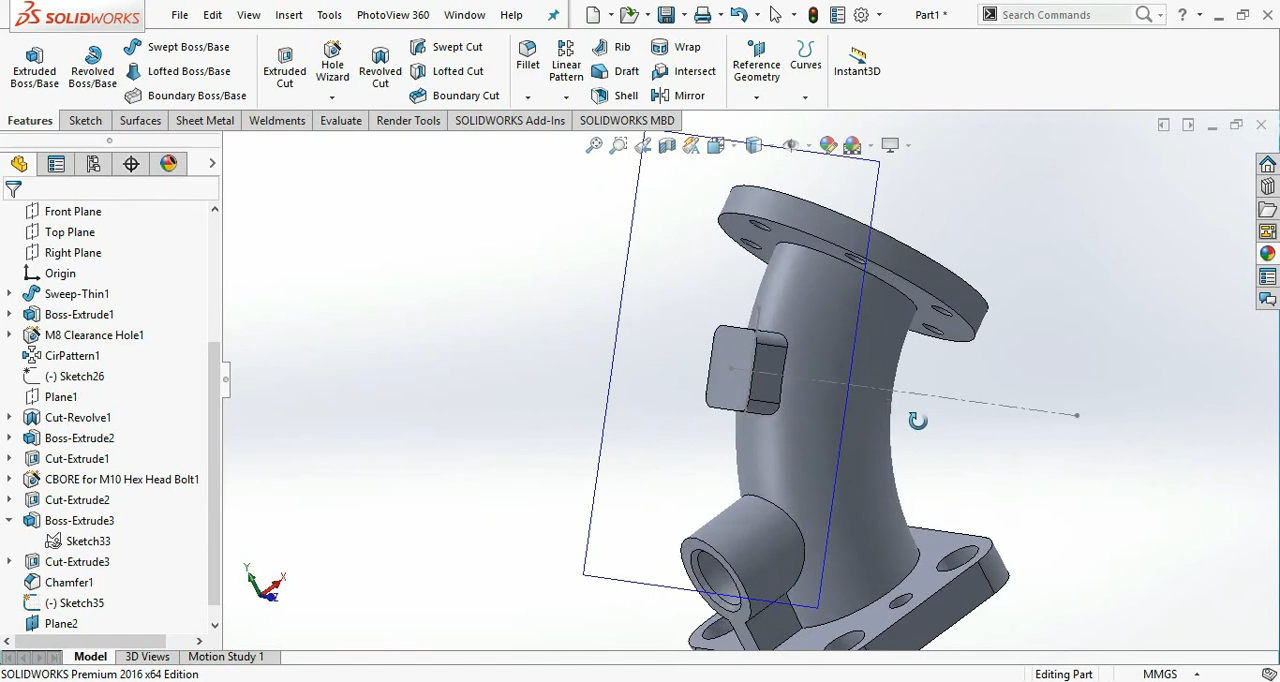 SOLIDWORKS File Edit View Insert Tools PhotoView 360 Window Help Part1 * Search Commands ?
Extruded Boss/Base
Revolved Boss/Base
Swept Boss/Base
Lofted Boss/Base
Boundary Boss/Base
Extruded Cut
Hole Wizard
Revolved Cut
Swept Cut
Lofted Cut
Boundary Cut
Fillet
Linear Pattern
Rib
Draft
Shell
Wrap
Intersect
Mirror
Reference Geometry
Curves
Instant3D
Features Sketch Surfaces Sheet Metal Weldments Evaluate Render Tools SOLIDWORKS Add-Ins SOLIDWORKS MBD
Front Plane
Top Plane
Right Plane
Origin
Sweep-Thin1
Boss-Extrude1
M8 Clearance Hole1
CirPattern1
(-) Sketch26
Plane1
Cut-Revolve1
Boss-Extrude2
Cut-Extrude1
CBORE for M10 Hex Head Bolt1
Cut-Extrude2
Boss-Extrude3
Sketch33
Cut-Extrude3
Chamfer1
(-) Sketch35
Plane2
Y X Z
Model 3D Views Motion Study 1
SOLIDWORKS Premium 2016 x64 Edition Editing Part MMGS